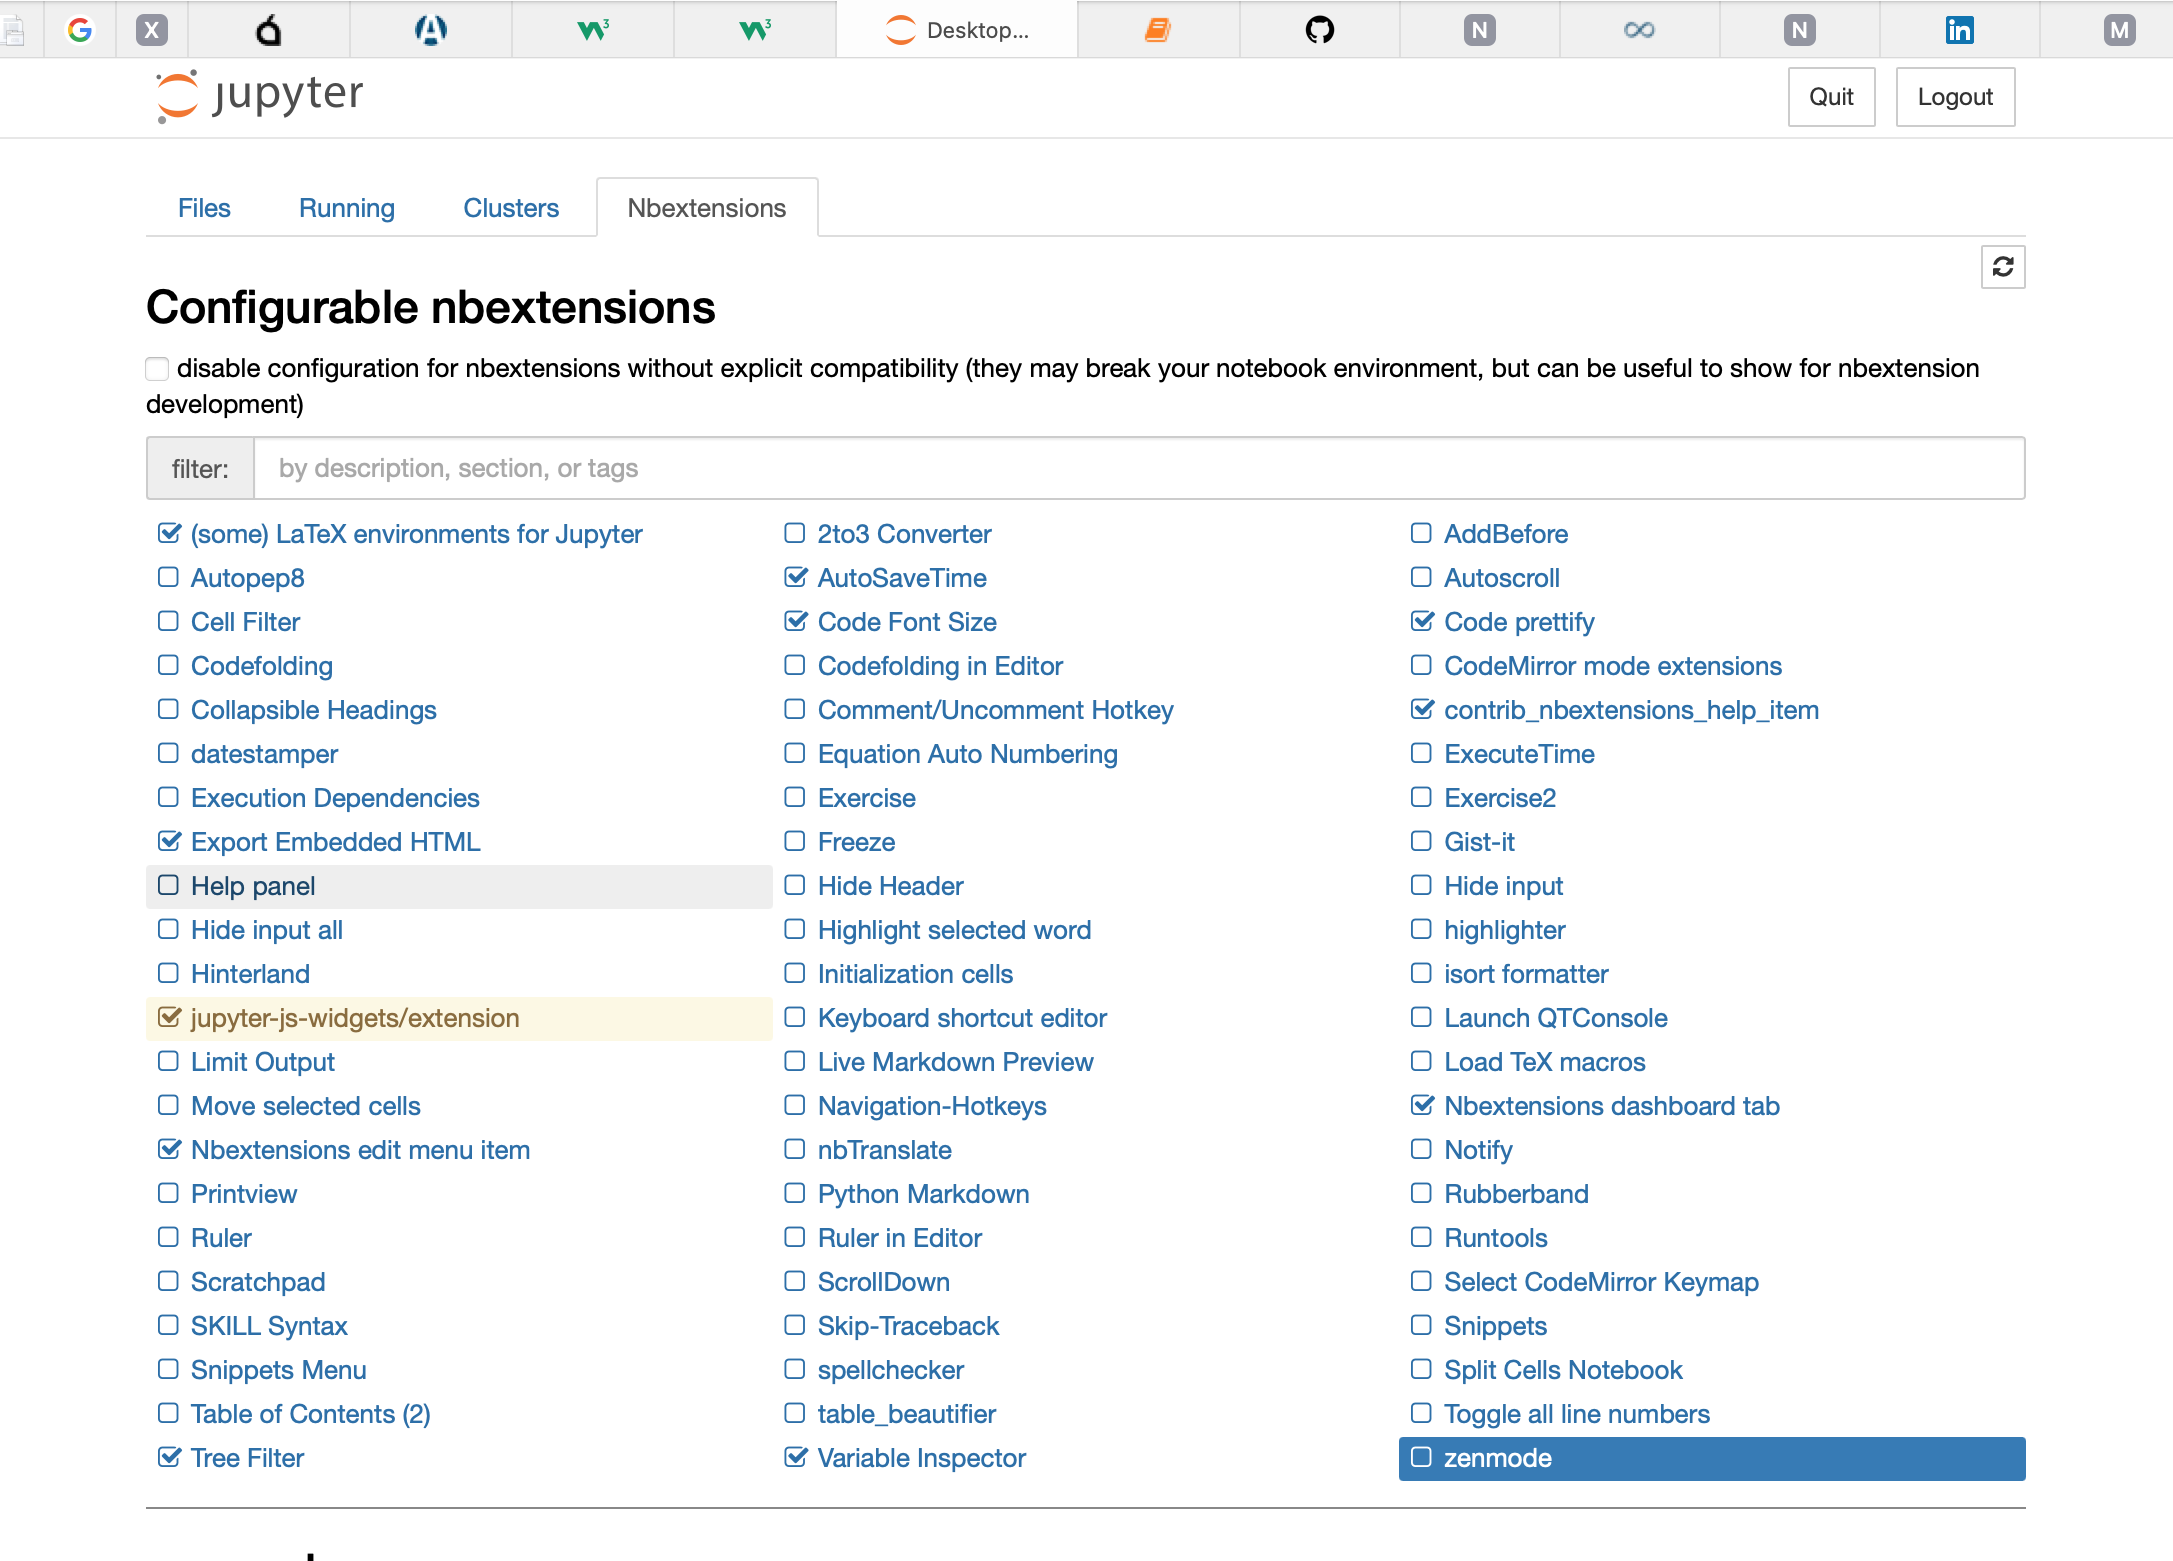 X
W3
W3
Desktop...
N
N
in
M
jupyter
Quit
Logout
Files
Running
Clusters
Nbextensions
Configurable nbextensions
disable configuration for nbextensions without explicit compatibility (they may break your notebook environment, but can be useful to show for nbextension
development)
filter:
by description, section, or tags
(some) LaTeX environments for Jupyter
2to3 Converter
AddBefore
Autopep8
AutoSaveTime
Autoscroll
Cell Filter
Code Font Size
Code prettify
Codefolding
Codefolding in Editor
CodeMirror mode extensions
Collapsible Headings
Comment/Uncomment Hotkey
contrib_nbextensions_help_item
datestamper
Equation Auto Numbering
ExecuteTime
Execution Dependencies
Exercise
Exercise2
Export Embedded HTML
Freeze
Gist-it
Help panel
Hide Header
Hide input
Hide input all
Highlight selected word
highlighter
Hinterland
Initialization cells
isort formatter
jupyter-js-widgets/extension
Keyboard shortcut editor
Launch QTConsole
Limit Output
Live Markdown Preview
Load TeX macros
Move selected cells
Navigation-Hotkeys
Nbextensions dashboard tab
Nbextensions edit menu item
nbTranslate
Notify
Printview
Python Markdown
Rubberband
Ruler
Ruler in Editor
Runtools
Scratchpad
ScrollDown
Select CodeMirror Keymap
SKILL Syntax
Skip-Traceback
Snippets
Snippets Menu
spellchecker
Split Cells Notebook
Table of Contents (2)
table_beautifier
Toggle all line numbers
Tree Filter
Variable Inspector
zenmode